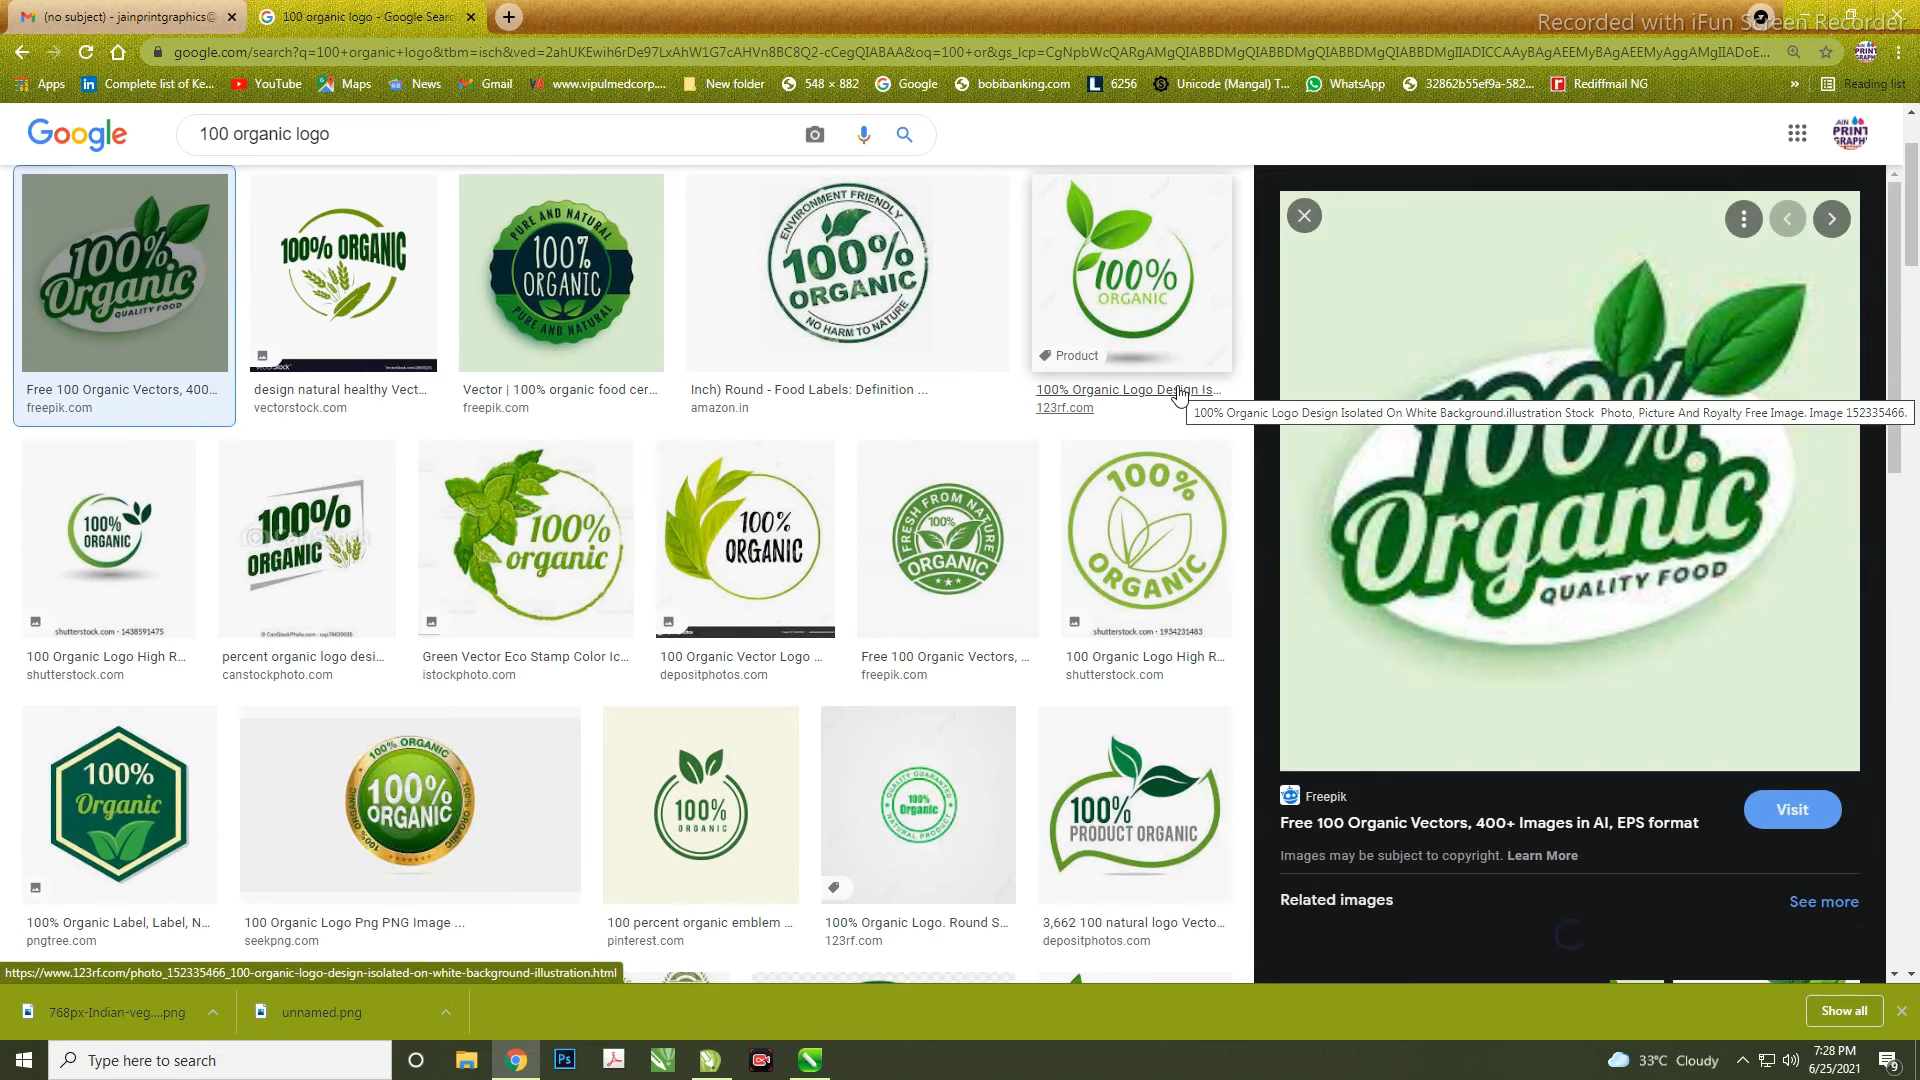 (no subject) - jainprintgraphics@
100 organic logo - Google Sear
Recorded with iFun Screen Recorder
google.com/search?q=100+organic+logo&tbm=isch&ved=2ahUKEwih6rDe97LxAhW1G7cAHVn8BC8Q2-cCegQIABAA&oq=100+or&gs_lcp=CgNpbWcQARgAMgQIABBDMgQIABBDMgQIABBDMgQIABBDMgIIADICCAAyBAgAEEMyBAgAEEMyAggAMgIIADoE...
Apps
Complete list of Ke...
YouTube
Maps
News
Gmail
www.vipulmedcorp....
New folder
548 × 882
Google
bobibanking.com
6256
Unicode (Mangal) T...
WhatsApp
32862b55ef9a-582...
Rediffmail NG
Reading list
Google
100 organic logo
100%
Organic
QUALITY FOOD
100% ORGANIC
VectorStock
PURE AND NATURAL
100%
ORGANIC
PURE AND NATURAL
ENVIRONMENT FRIENDLY
100%
ORGANIC
NO HARM TO NATURE
100%
ORGANIC
Product
Free 100 Organic Vectors, 400...
freepik.com
design natural healthy Vect...
vectorstock.com
Vector | 100% organic food cer...
freepik.com
Inch) Round - Food Labels: Definition ...
amazon.in
100% Organic Logo Design Is...
123rf.com
100% Organic Logo Design Isolated On White Background.illustration Stock Photo, Picture And Royalty Free Image. Image 152335466.
100%
ORGANIC
shutterstock.com · 1438591475
100%
ORGANIC
100%
organic
100%
ORGANIC
FRESH FROM NATURE
100%
ORGANIC
100%
ORGANIC
shutterstock.com · 1934231483
100 Organic Logo High R...
shutterstock.com
percent organic logo desi...
canstockphoto.com
Green Vector Eco Stamp Color Ic...
istockphoto.com
100 Organic Vector Logo ...
depositphotos.com
Free 100 Organic Vectors, ...
freepik.com
100 Organic Logo High R...
shutterstock.com
100%
Organic
100% ORGANIC
100%
ORGANIC
100%
ORGANIC
QUALITY GUARANTEED
100%
Organic
NATURAL PRODUCT
100%
PRODUCT ORGANIC
100% Organic Label, Label, N...
pngtree.com
100 Organic Logo Png PNG Image ...
seekpng.com
100 percent organic emblem ...
pinterest.com
100% Organic Logo. Round S...
123rf.com
3,662 100 natural logo Vecto...
depositphotos.com
100%
Organic
QUALITY FOOD
Freepik
Visit
Free 100 Organic Vectors, 400+ Images in AI, EPS format
Images may be subject to copyright. Learn More
Related images
See more
https://www.123rf.com/photo_152335466_100-organic-logo-design-isolated-on-white-background-illustration.html
768px-Indian-veg....png
unnamed.png
Show all
Type here to search
33°C Cloudy
7:28 PM
6/25/2021
9